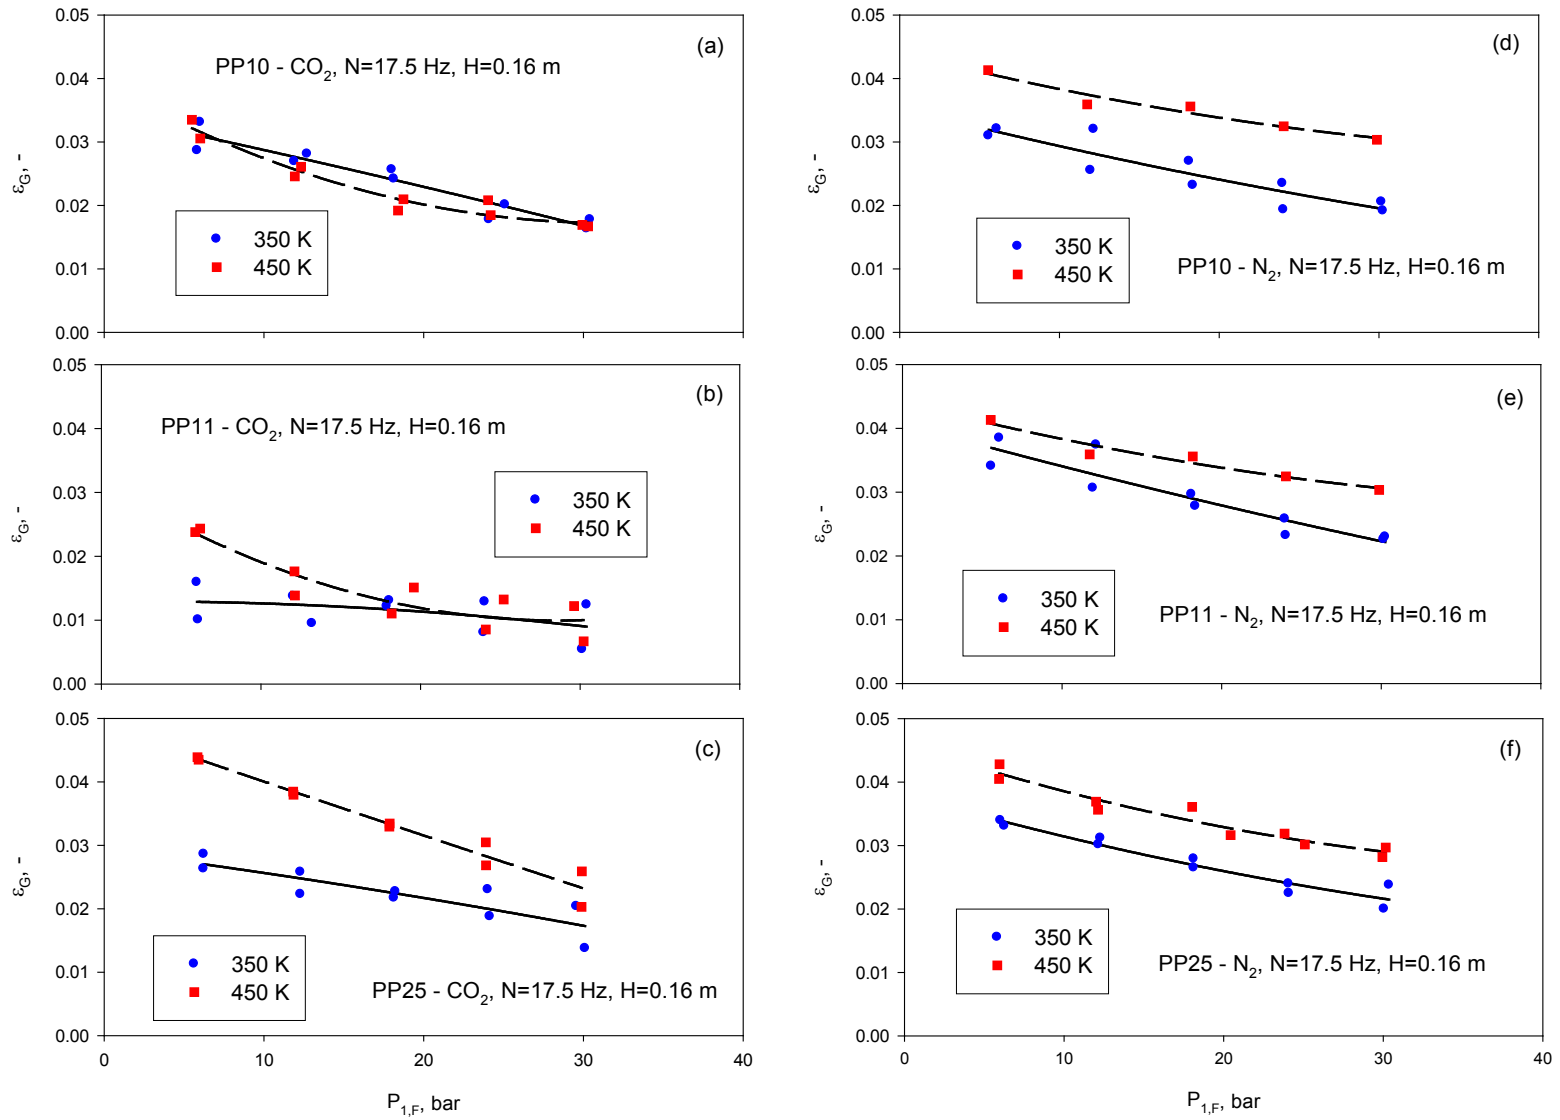 0.05
0.04
0.03
0.02
0.01
0.00
εG, -
(a)
PP10 - CO2, N=17.5 Hz, H=0.16 m
350 K
450 K
0.05
0.04
0.03
0.02
0.01
0.00
εG, -
(b)
PP11 - CO2, N=17.5 Hz, H=0.16 m
350 K
450 K
0.05
0.04
0.03
0.02
0.01
0.00
εG, -
(c)
350 K
450 K
PP25 - CO2, N=17.5 Hz, H=0.16 m
0 10 20 30 40
P1,F, bar
0.05
0.04
0.03
0.02
0.01
0.00
εG, -
(d)
350 K
450 K
PP10 - N2, N=17.5 Hz, H=0.16 m
0.05
0.04
0.03
0.02
0.01
0.00
εG, -
(e)
350 K
450 K
PP11 - N2, N=17.5 Hz, H=0.16 m
0.05
0.04
0.03
0.02
0.01
0.00
εG, -
(f)
350 K
450 K
PP25 - N2, N=17.5 Hz, H=0.16 m
0 10 20 30 40
P1,F, bar